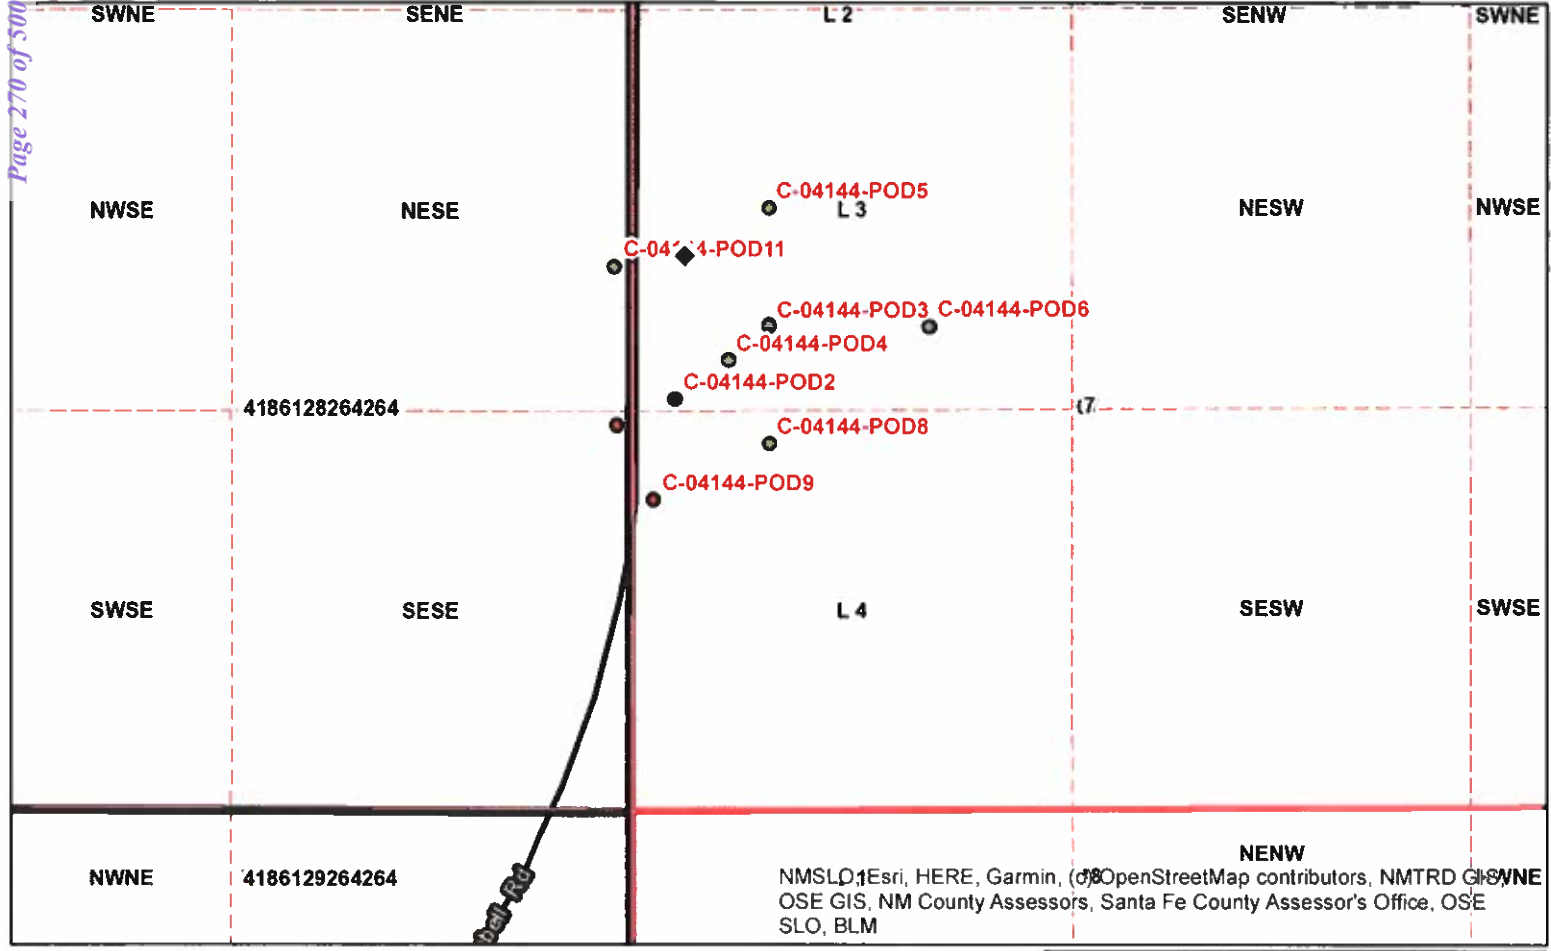 Page 270 of 500
SWNE SENE L 2 SENW SWNE
C-04144-POD5
NWSE NESE L 3 NESW NWSE
C-04144-POD11
C-04144-POD3 C-04144-POD6
C-04144-POD4
C-04144-POD2
4186128264264
C-04144-POD8
C-04144-POD9
SWSE SESE L 4 SESW SWSE
NENW
NWNE 4186129264264
Rd
NMSLO, Esri, HERE, Garmin, (c) OpenStreetMap contributors, NMTRD GIS,
OSE GIS, NM County Assessors, Santa Fe County Assessor's Office, OSE
SLO, BLM